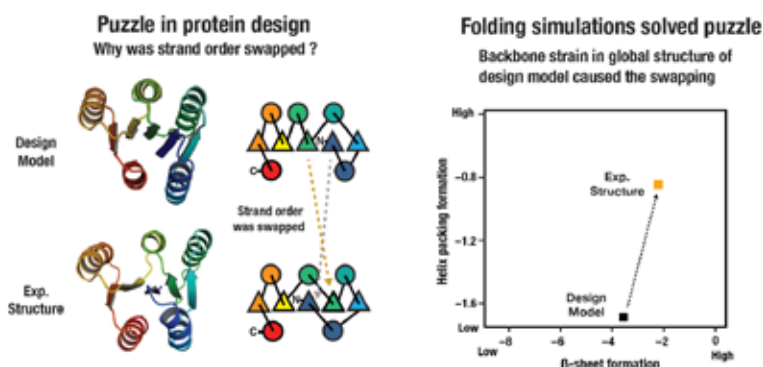 Puzzle in protein design
Why was strand order swapped ?
Design
Model
N
C
Strand order
was swapped
Exp.
Structure
N
C
Folding simulations solved puzzle
Backbone strain in global structure of
design model caused the swapping
Helix packing formation
High
-0.8
-1.2
-1.6
Low
Exp.
Structure
Design
Model
-8
-6
-4
-2
0
Low
High
β-sheet formation